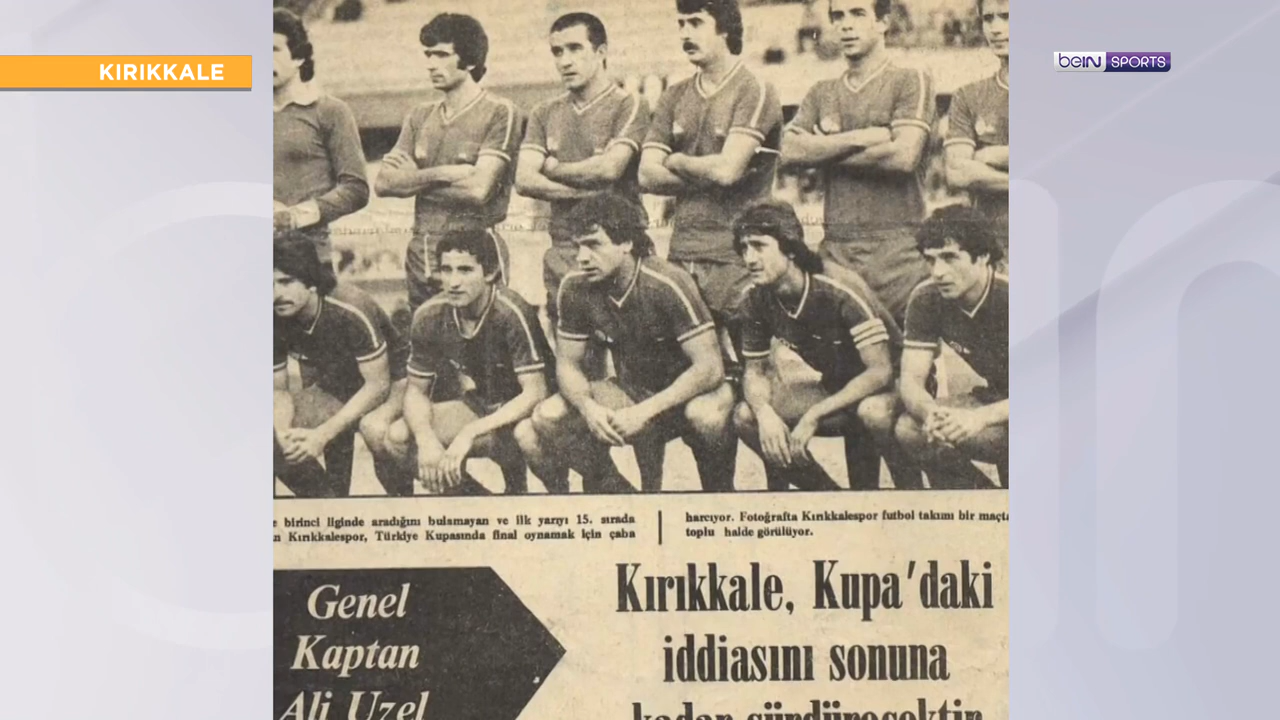 KIRIKKALE
beIN SPORTS
birinci liginde aradığını bulamayan ve ilk yarıyı 15. sırada
Kırıkkalespor, Türkiye Kupasında final oynamak için çaba
harcıyor. Fotoğrafta Kırıkkalespor futbol takımı bir maçta
toplu halde görülüyor.
Genel
Kaptan
Ali Uzel
Kırıkkale, Kupa'daki
iddiasını sonuna
kadar sürdürecektir